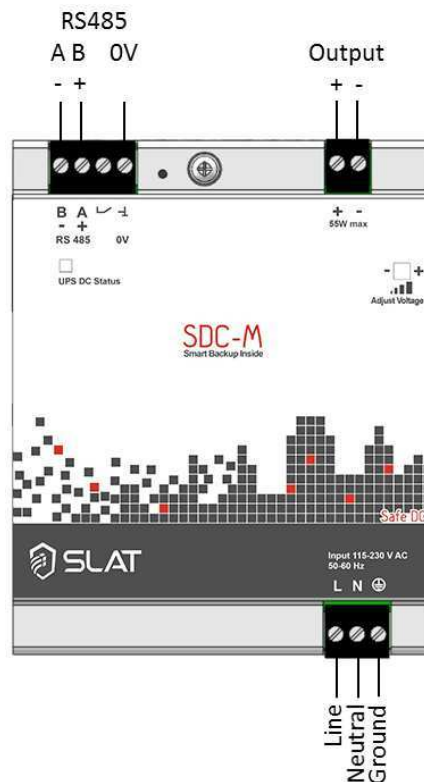 RS485
A B 0V Output
- + + -
B A + -
- + 55W max
RS 485 0V
UPS DC Status
- +
Adjust Voltage
SDC-M
Smart Backup Inside
Safe DC
SLAT
Input 115-230 V AC
50-60 Hz
L N
Line
Neutral
Ground